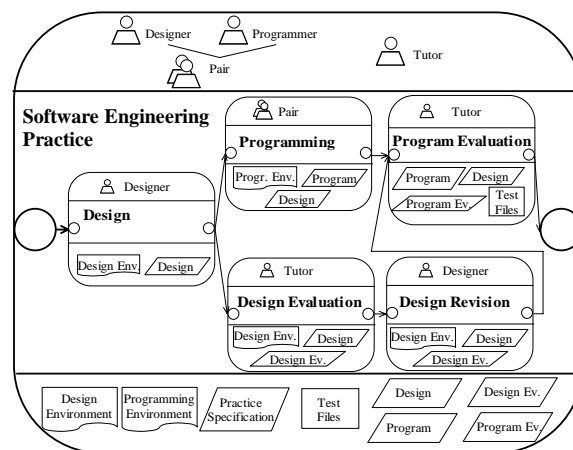 Designer
Programmer
Pair
Tutor
Software Engineering
Practice
Designer
Design
Design Env.
Design
Pair
Programming
Progr. Env.
Program
Design
Tutor
Program Evaluation
Program
Design
Program Ev.
Test
Files
Tutor
Design Evaluation
Design Env.
Design
Design Ev.
Designer
Design Revision
Design Env.
Design
Design Ev.
Design
Environment
Programming
Environment
Practice
Specification
Test
Files
Design
Program
Design Ev.
Program Ev.